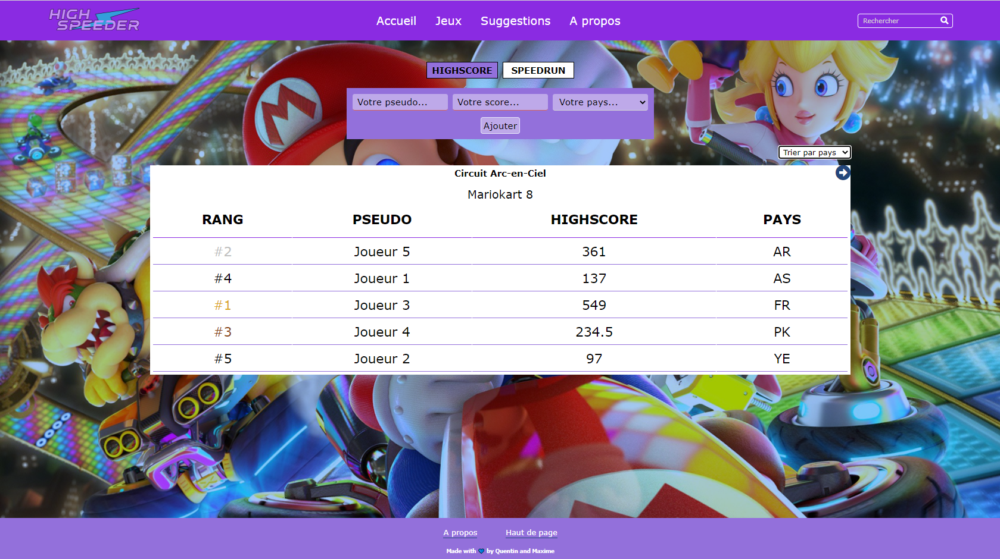 HIGH SPEEDER
Accueil Jeux Suggestions A propos
Rechercher
M
HIGHSCORE SPEEDRUN
Votre pseudo... Votre score... Votre pays...
Ajouter
Trier par pays
Circuit Arc-en-Ciel
Mariokart 8
RANG PSEUDO HIGHSCORE PAYS
#2 Joueur 5 361 AR
#4 Joueur 1 137 AS
#1 Joueur 3 549 FR
#3 Joueur 4 234.5 PK
#5 Joueur 2 97 YE
A propos Haut de page
Made with 💙 by Quentin and Maxime